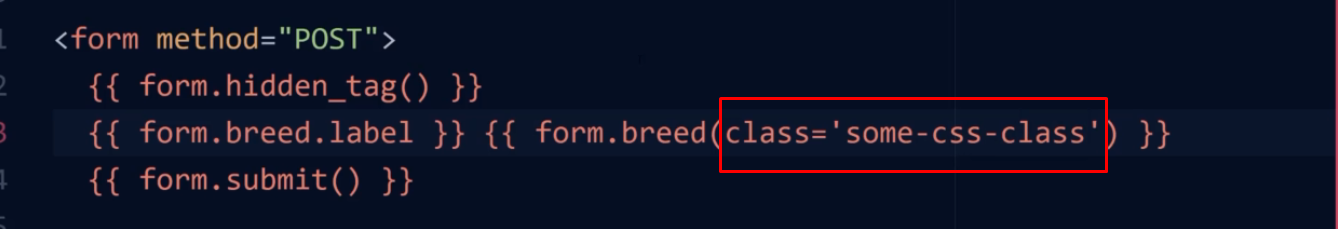 1 <form method="POST">
2 {{ form.hidden_tag() }}
3 {{ form.breed.label }} {{ form.breed(class='some-css-class') }}
4 {{ form.submit() }}
5